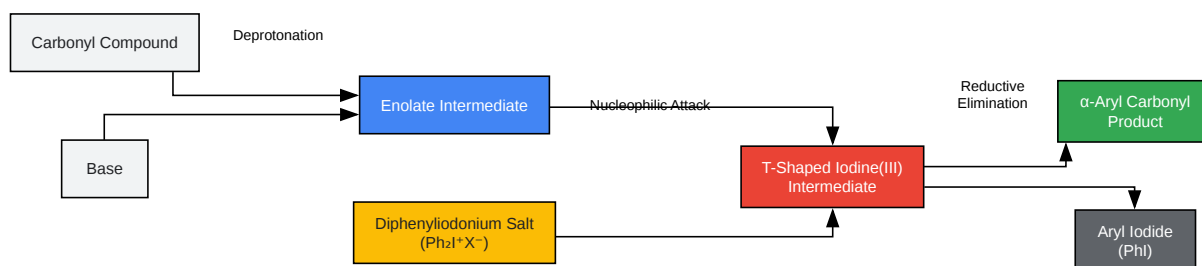 Carbonyl Compound
Deprotonation
Base
Enolate Intermediate
Nucleophilic Attack
Diphenyliodonium Salt
(Ph₂I⁺X⁻)
T-Shaped Iodine(III)
Intermediate
Reductive
Elimination
α-Aryl Carbonyl
Product
Aryl Iodide
(PhI)